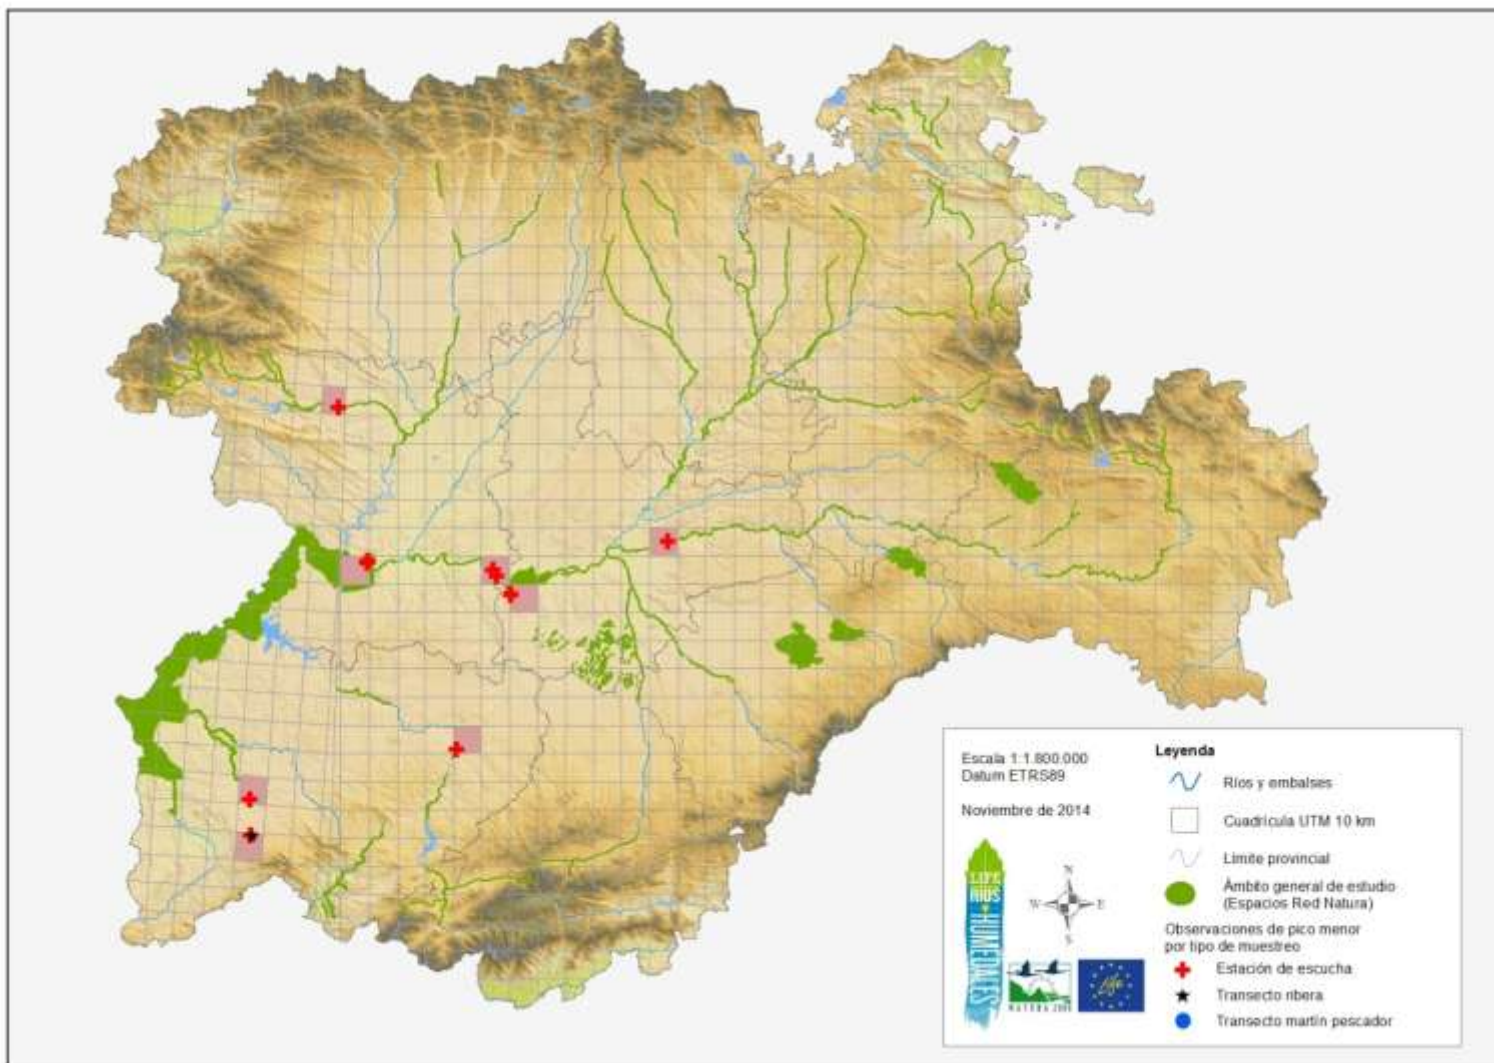 Escala 1:1.800.000
Datum ETRS89
Noviembre de 2014
LIFE
RIOS
HUMEDALES
N
W
E
S
NATURA 2000
Life
Leyenda
Ríos y embalses
Cuadrícula UTM 10 km
Límite provincial
Ámbito general de estudio
(Espacios Red Natura)
Observaciones de pico menor
por tipo de muestreo
Estación de escucha
Transecto ribera
Transecto martín pescador